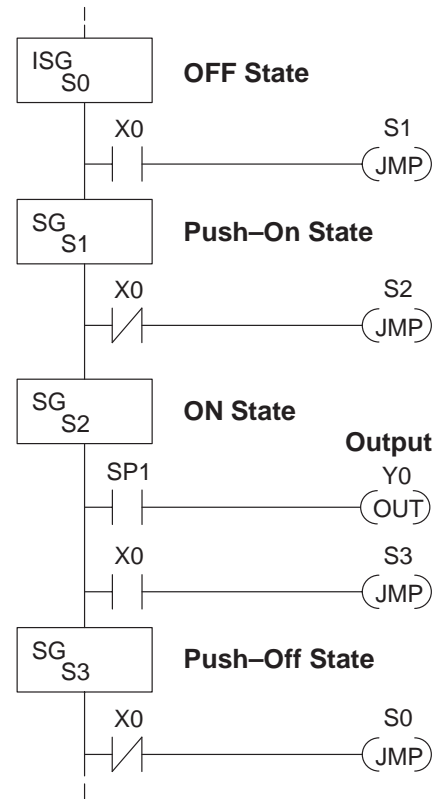 ISG
S0
OFF State
X0
S1
JMP
SG
S1
Push–On State
X0
S2
JMP
SG
S2
ON State
Output
SP1
Y0
OUT
X0
S3
JMP
SG
S3
Push–Off State
X0
S0
JMP